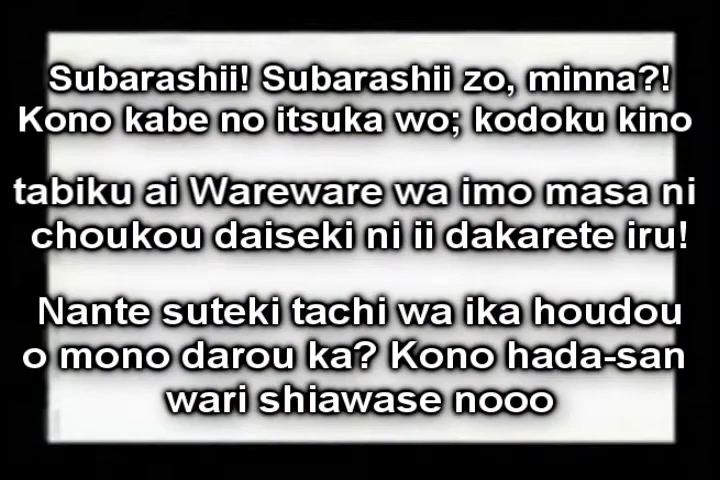 Subarashii! Subarashii zo, minna?!
Kono kabe no itsuka wo; kodoku kino
tabiku ai Wareware wa imo masa ni
choukou daiseki ni ii dakarete iru!
Nante suteki tachi wa ika houdou
o mono darou ka? Kono hada-san
wari shiawase nooo